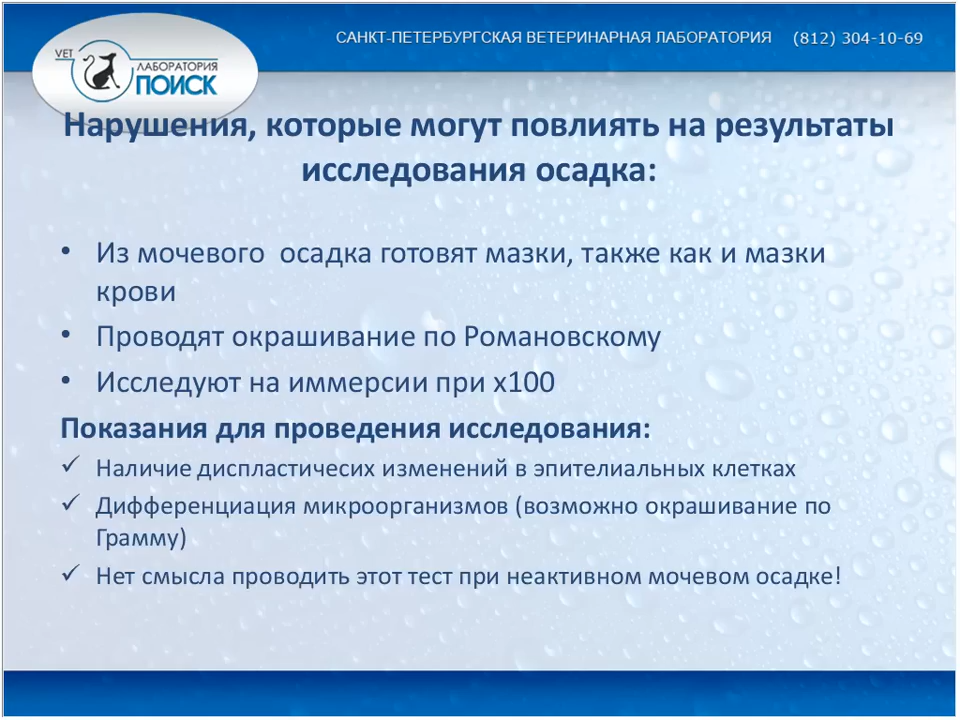 САНКТ-ПЕТЕРБУРГСКАЯ ВЕТЕРИНАРНАЯ ЛАБОРАТОРИЯ (812) 304-10-69
VET
ЛАБОРАТОРИЯ
ПОИСК
Нарушения, которые могут повлиять на результаты
исследования осадка:
• Из мочевого осадка готовят мазки, также как и мазки
крови
• Проводят окрашивание по Романовскому
• Исследуют на иммерсии при х100
Показания для проведения исследования:
✓ Наличие диспластичесих изменений в эпителиальных клетках
✓ Дифференциация микроорганизмов (возможно окрашивание по
Грамму)
✓ Нет смысла проводить этот тест при неактивном мочевом осадке!